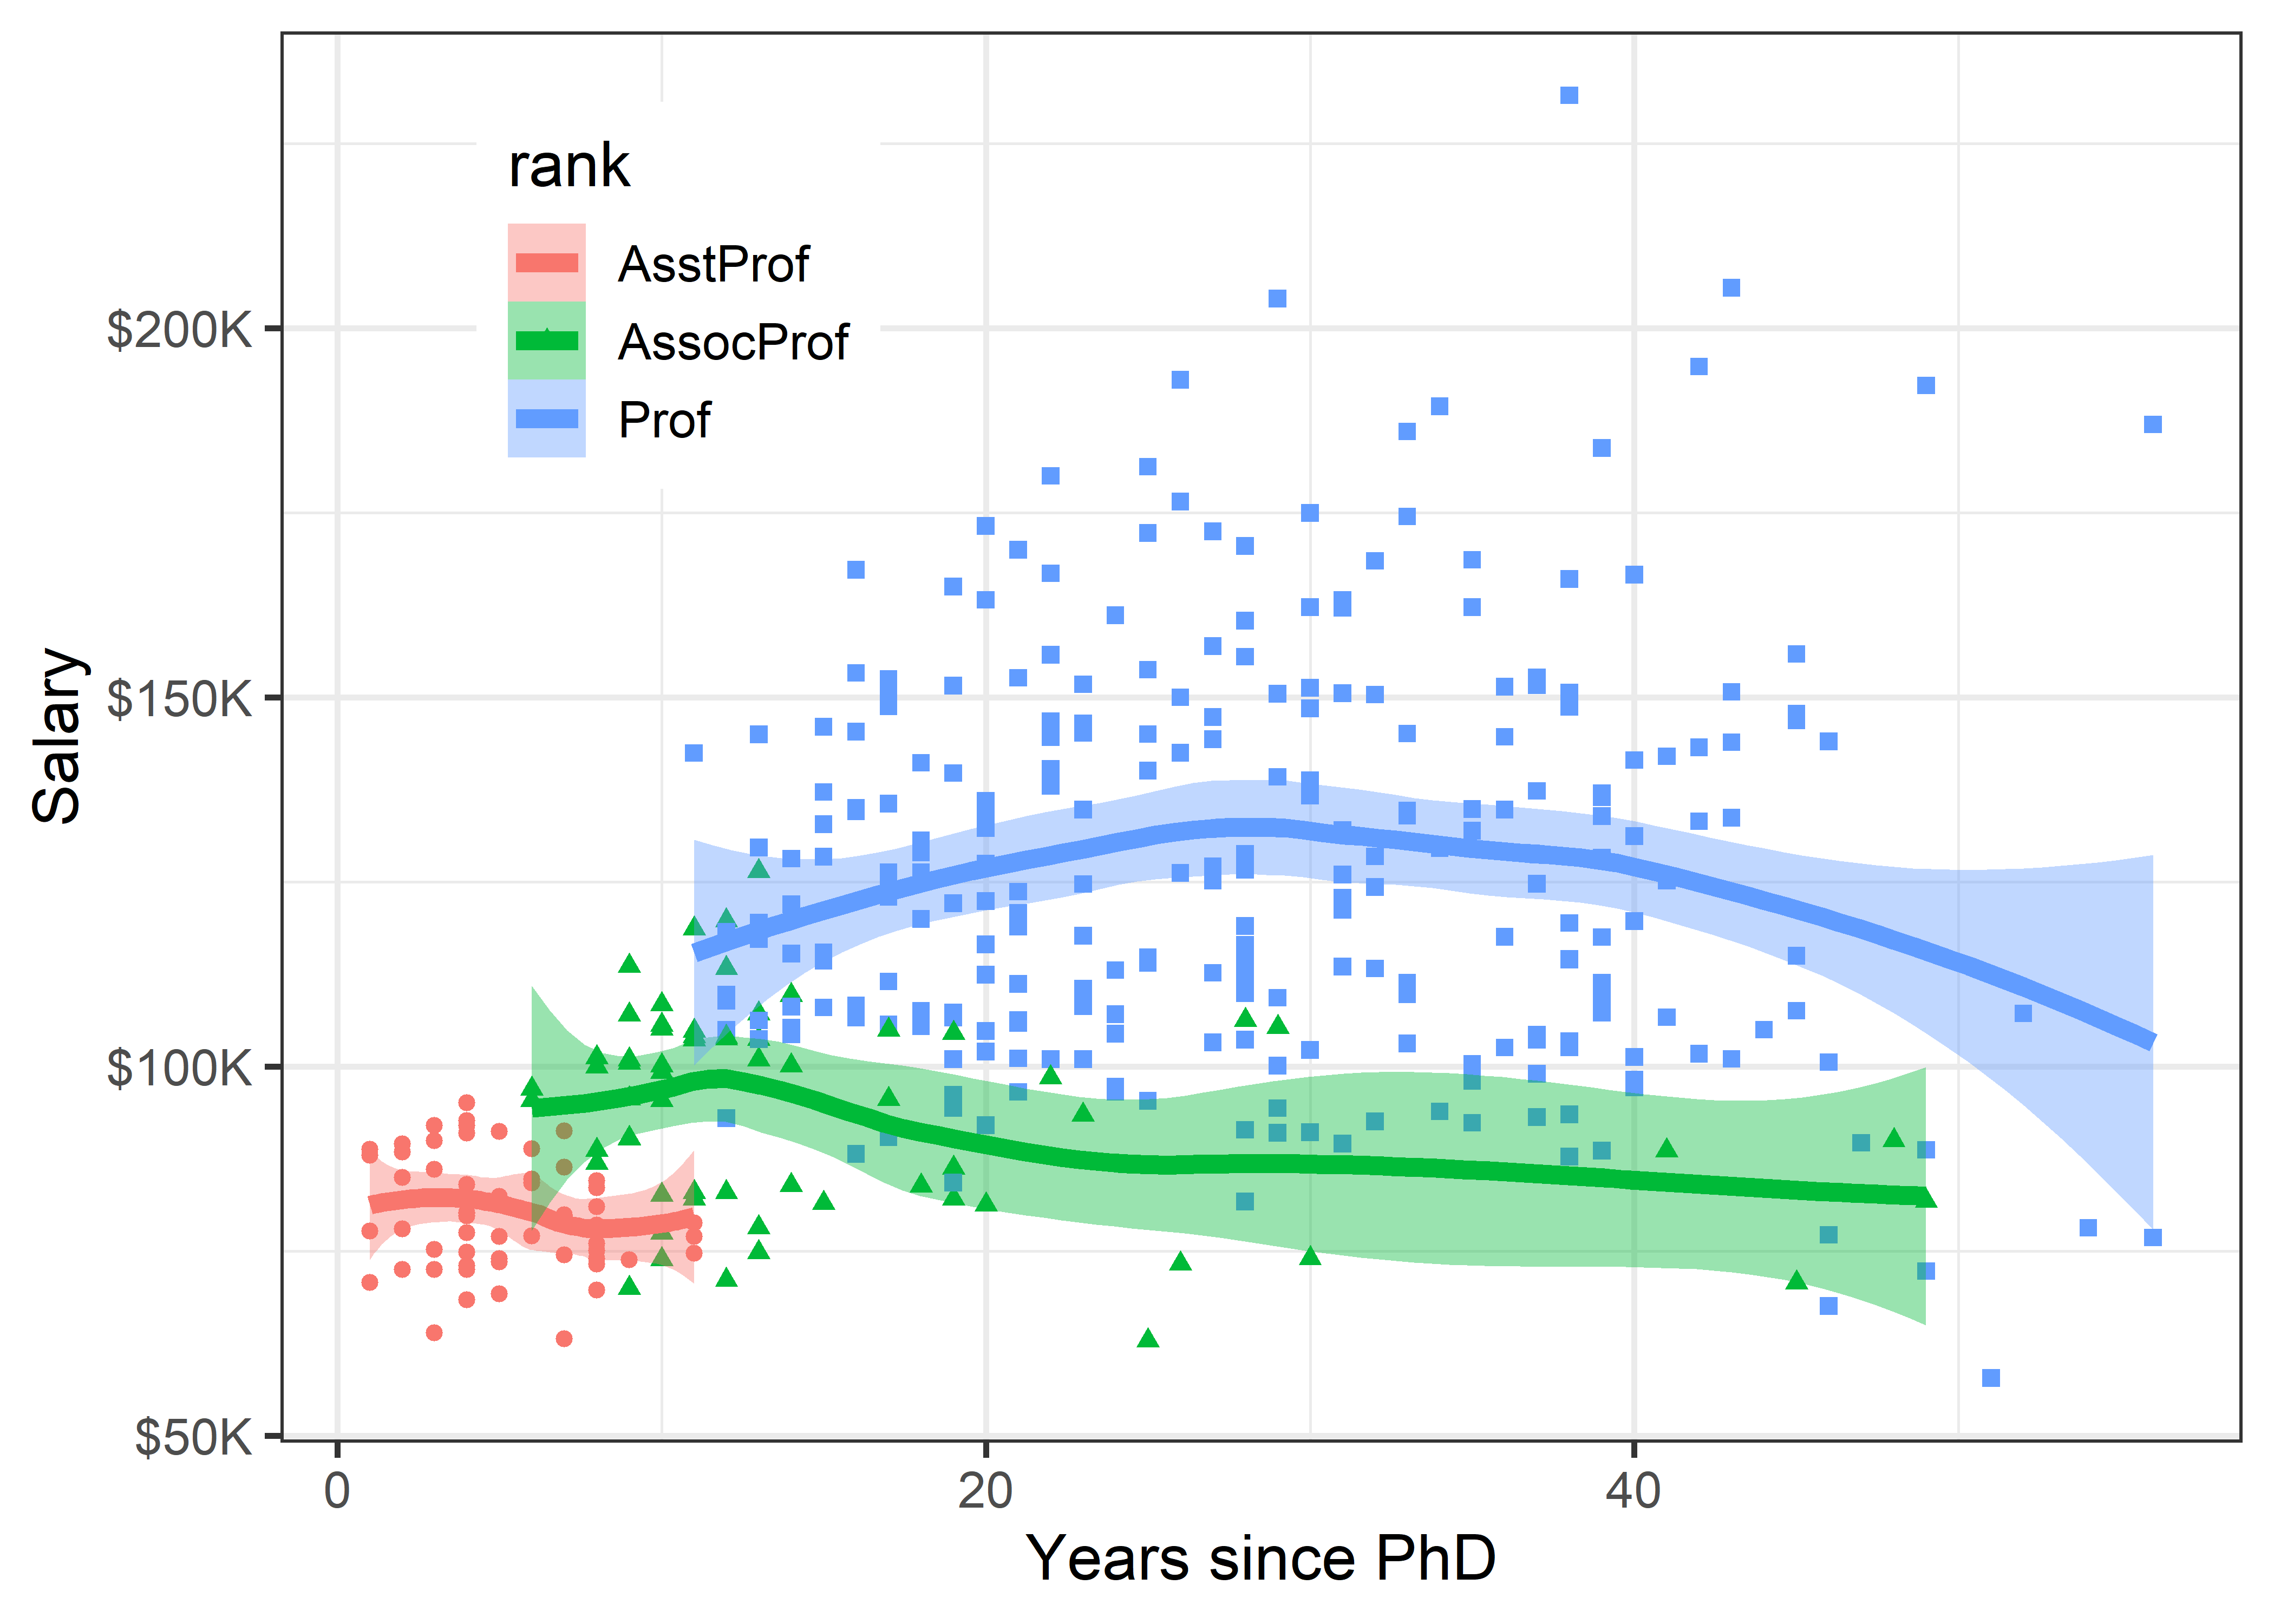 rank
AsstProf
AssocProf
Prof
Salary
$200K
$150K
$100K
$50K
0 20 40
Years since PhD